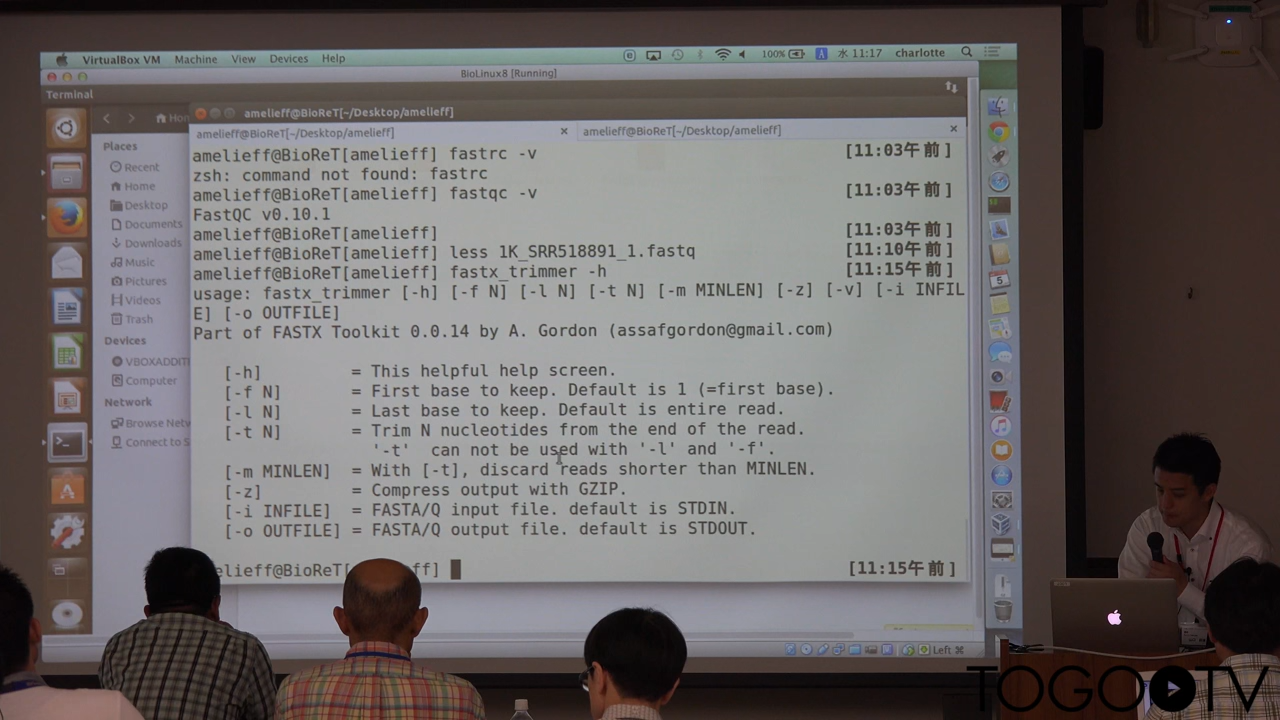 VirtualBox VM Machine View Devices Help 100% A 水 11:17 charlotte
BioLinux8 [Running]
Terminal
amelieff@BioReT[~/Desktop/amelieff]
amelieff@BioReT[~/Desktop/amelieff] × amelieff@BioReT[~/Desktop/amelieff] ×
Places
Recent
Home
Desktop
Documents
Downloads
Music
Pictures
Videos
Trash
Devices
VBOXADDITI
Computer
Network
Browse Netw
Connect to S
amelieff@BioReT[amelieff] fastrc -v [11:03午前]
zsh: command not found: fastrc
amelieff@BioReT[amelieff] fastqc -v [11:03午前]
FastQC v0.10.1
amelieff@BioReT[amelieff] [11:03午前]
amelieff@BioReT[amelieff] less 1K_SRR518891_1.fastq [11:10午前]
amelieff@BioReT[amelieff] fastx_trimmer -h [11:15午前]
usage: fastx_trimmer [-h] [-f N] [-l N] [-t N] [-m MINLEN] [-z] [-v] [-i INFIL
E] [-o OUTFILE]
Part of FASTX Toolkit 0.0.14 by A. Gordon (assafgordon@gmail.com)
[-h] = This helpful help screen.
[-f N] = First base to keep. Default is 1 (=first base).
[-l N] = Last base to keep. Default is entire read.
[-t N] = Trim N nucleotides from the end of the read.
'-t' can not be used with '-l' and '-f'.
[-m MINLEN] = With [-t], discard reads shorter than MINLEN.
[-z] = Compress output with GZIP.
[-i INFILE] = FASTA/Q input file. default is STDIN.
[-o OUTFILE] = FASTA/Q output file. default is STDOUT.
elieff@BioReT[amelieff] [11:15午前]
Left ⌘
TOGO TV